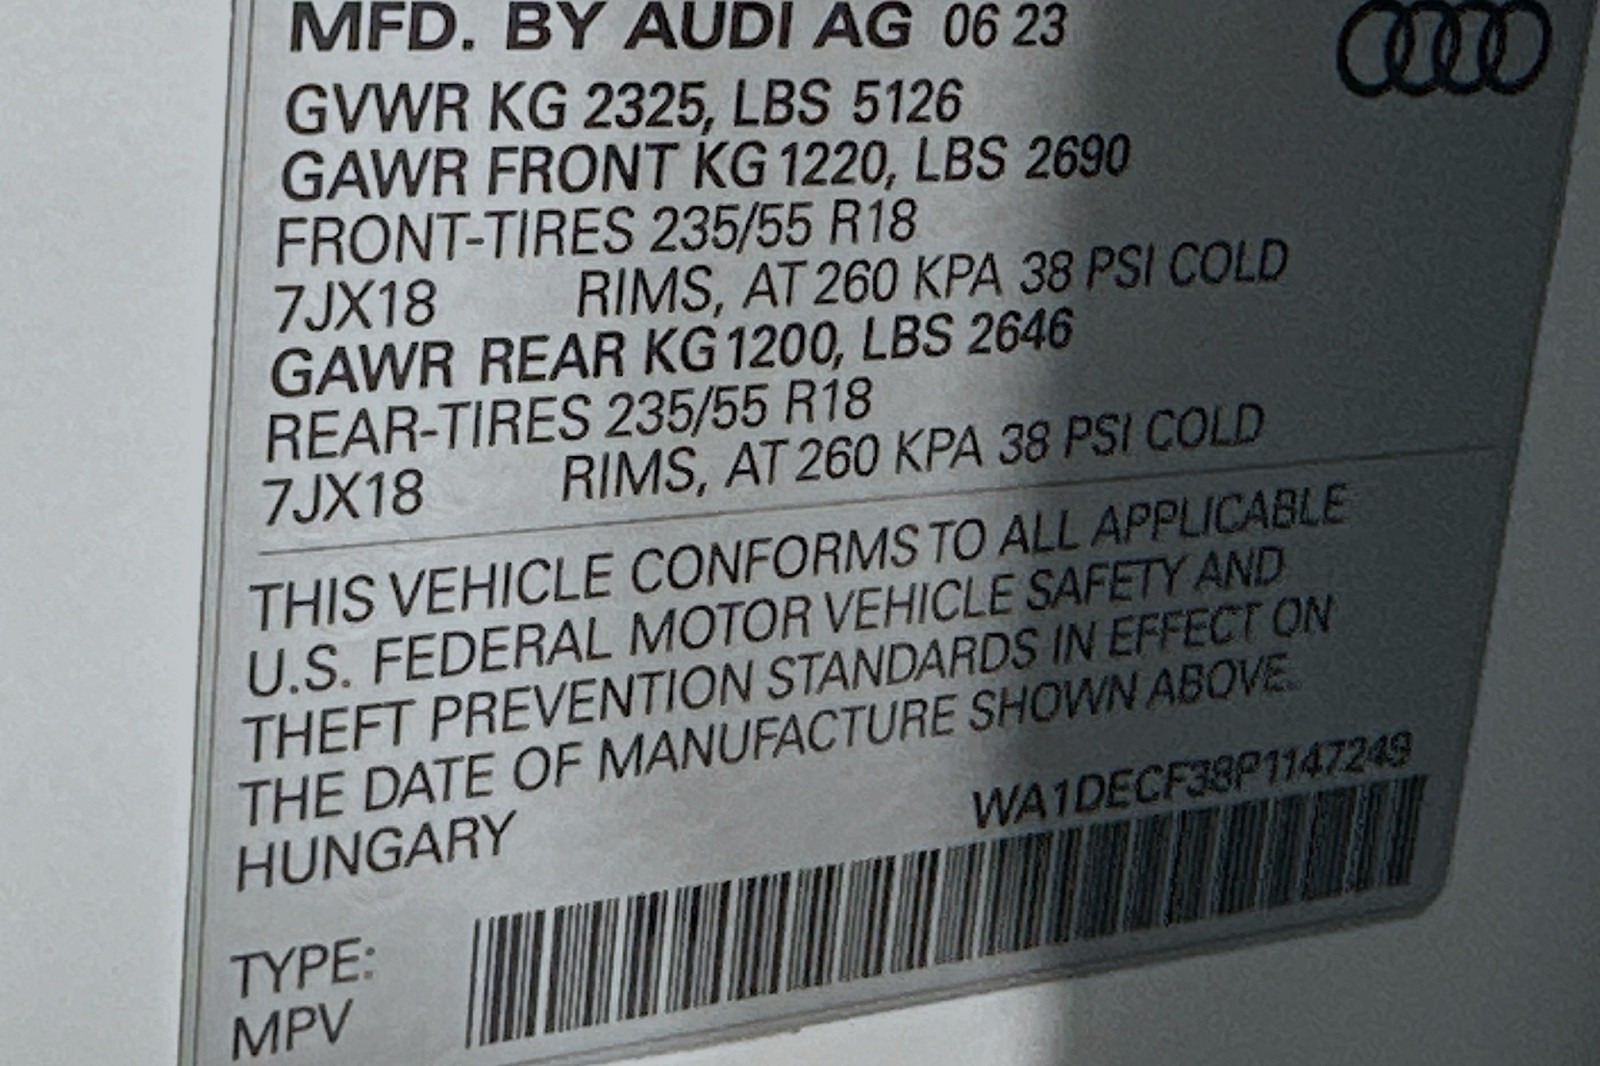 MFD. BY AUDI AG 06 23
GVWR KG 2325, LBS 5126
GAWR FRONT KG 1220, LBS 2690
FRONT-TIRES 235/55 R18
7JX18 RIMS, AT 260 KPA 38 PSI COLD
GAWR REAR KG 1200, LBS 2646
REAR-TIRES 235/55 R18
7JX18 RIMS, AT 260 KPA 38 PSI COLD
THIS VEHICLE CONFORMS TO ALL APPLICABLE
U.S. FEDERAL MOTOR VEHICLE SAFETY AND
THEFT PREVENTION STANDARDS IN EFFECT ON
THE DATE OF MANUFACTURE SHOWN ABOVE.
HUNGARY
WA1DECF38P1147249
TYPE:
MPV